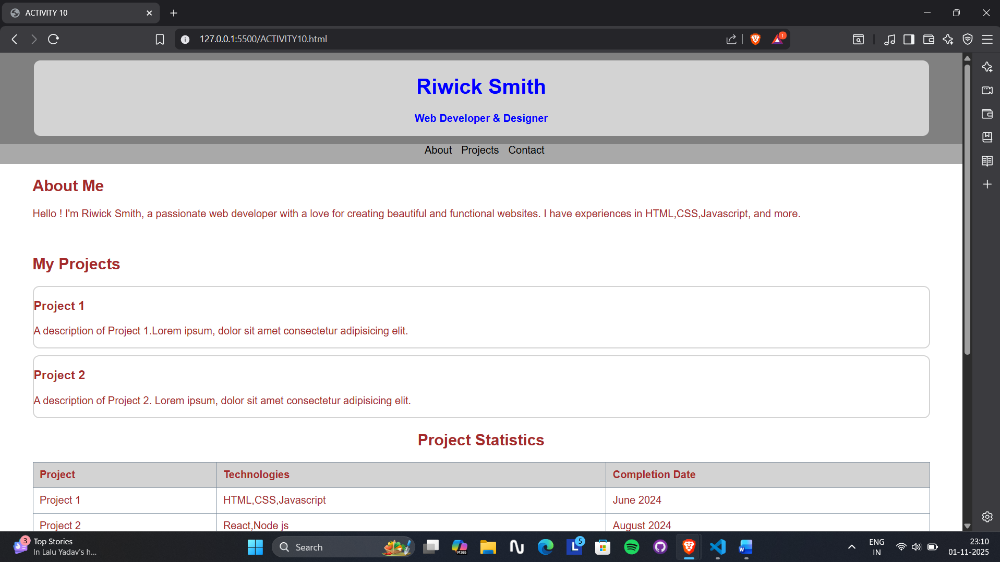 ACTIVITY 10
127.0.0.1:5500/ACTIVITY10.html
1
Riwick Smith
Web Developer & Designer
About Projects Contact
About Me
Hello ! I'm Riwick Smith, a passionate web developer with a love for creating beautiful and functional websites. I have experiences in HTML,CSS,Javascript, and more.
My Projects
Project 1
A description of Project 1.Lorem ipsum, dolor sit amet consectetur adipisicing elit.
Project 2
A description of Project 2. Lorem ipsum, dolor sit amet consectetur adipisicing elit.
Project Statistics
Project Technologies Completion Date
Project 1 HTML,CSS,Javascript June 2024
Project 2 React,Node js August 2024
3
Top Stories
In Lalu Yadav's h...
Search
M365
L
5
W
ENG
IN
23:10
01-11-2025